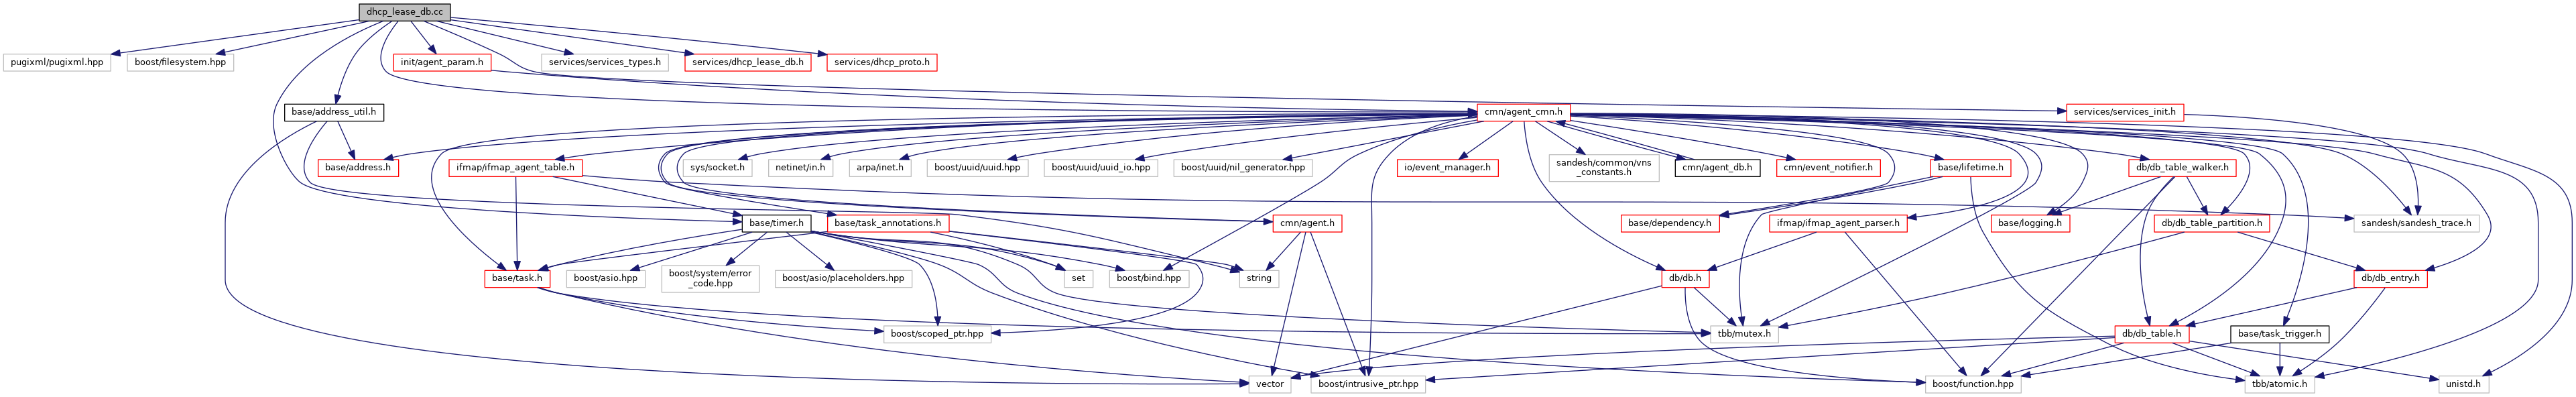 dhcp_lease_db.cc
pugixml/pugixml.hpp
boost/filesystem.hpp
init/agent_param.h
services/services_types.h
services/dhcp_lease_db.h
services/dhcp_proto.h
base/address_util.h
cmn/agent_cmn.h
services/services_init.h
base/address.h
ifmap/ifmap_agent_table.h
sys/socket.h
netinet/in.h
arpa/inet.h
boost/uuid/uuid.hpp
boost/uuid/uuid_io.hpp
boost/uuid/nil_generator.hpp
io/event_manager.h
sandesh/common/vns
_constants.h
cmn/agent_db.h
cmn/event_notifier.h
base/lifetime.h
db/db_table_walker.h
base/timer.h
base/task_annotations.h
cmn/agent.h
base/dependency.h
ifmap/ifmap_agent_parser.h
base/logging.h
db/db_table_partition.h
sandesh/sandesh_trace.h
base/task.h
boost/asio.hpp
boost/system/error
_code.hpp
boost/asio/placeholders.hpp
set
boost/bind.hpp
string
db/db.h
db/db_entry.h
boost/scoped_ptr.hpp
tbb/mutex.h
db/db_table.h
base/task_trigger.h
vector
boost/intrusive_ptr.hpp
boost/function.hpp
tbb/atomic.h
unistd.h